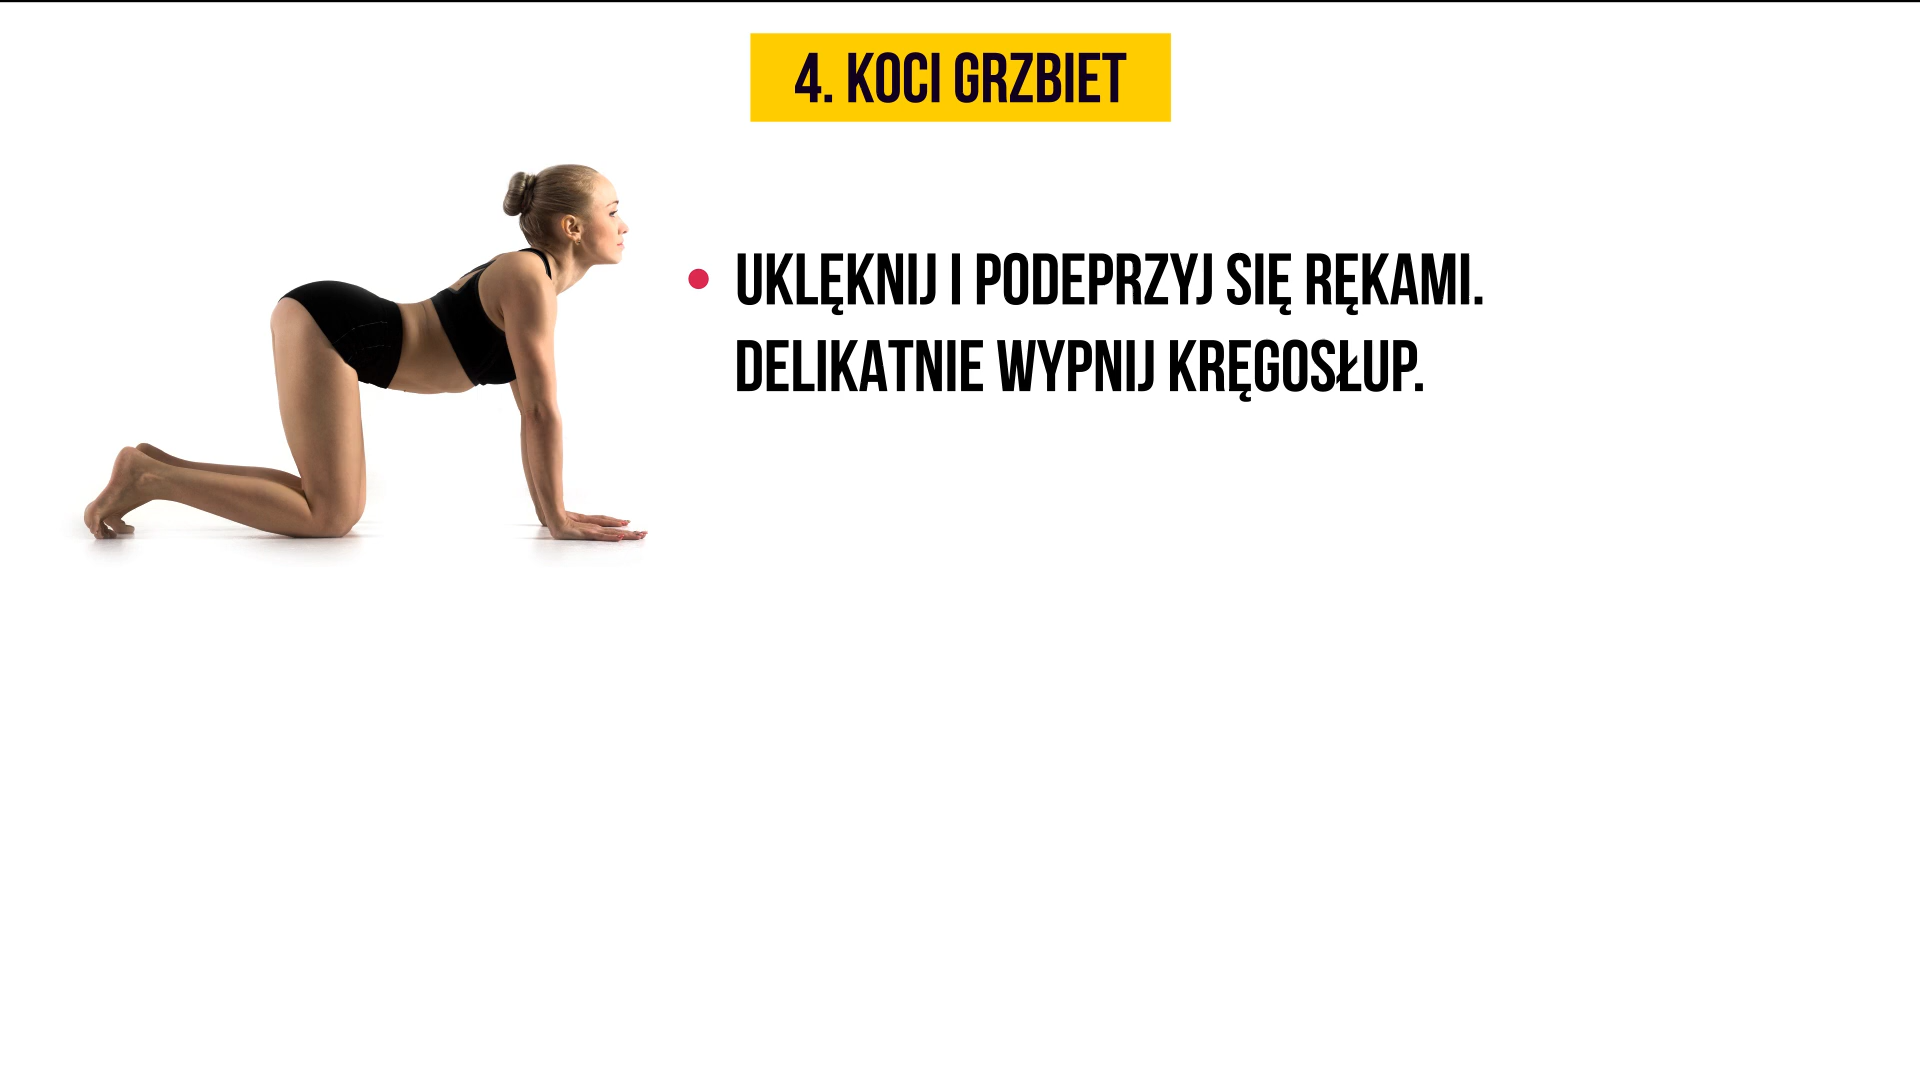 4. KOCI GRZBIET
UKLĘKNIJ I PODEPRZYJ SIĘ RĘKAMI.
DELIKATNIE WYPNIJ KRĘGOSŁUP.